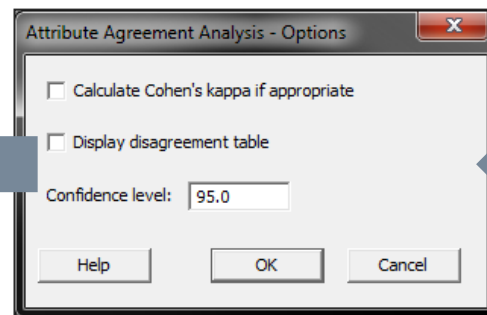 Attribute Agreement Analysis - Options
Calculate Cohen's kappa if appropriate
Display disagreement table
Confidence level: 95.0
Help OK Cancel